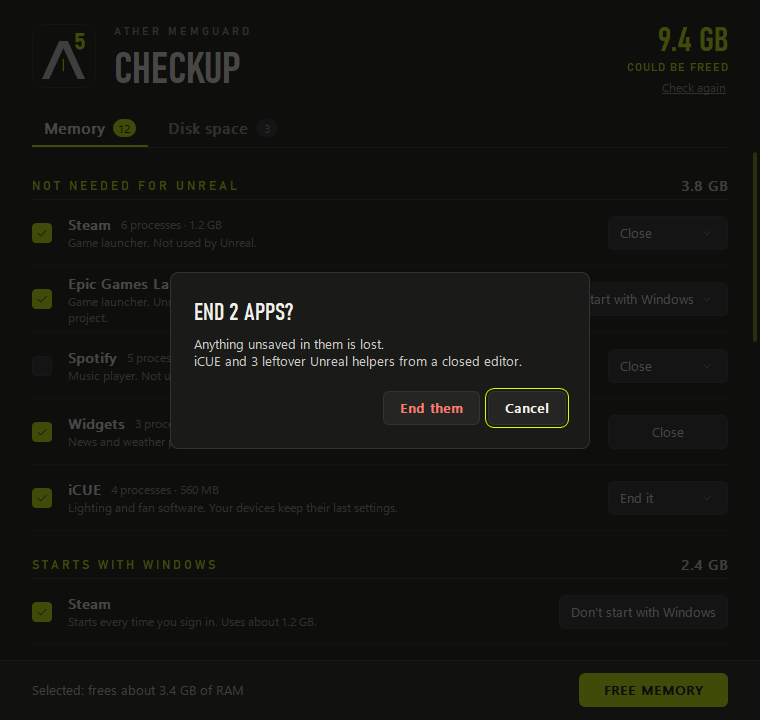 5
ATHER MEMGUARD
CHECKUP
9.4 GB
COULD BE FREED
Check again
Memory 12 Disk space 3
NOT NEEDED FOR UNREAL 3.8 GB
Steam 6 processes · 1.2 GB
Game launcher. Not used by Unreal.
Close
Epic Games La
Game launcher.
project.
tart with Windows
Spotify 5 proces
Music player. Not u
Close
Widgets 3 proce
News and weather
Close
iCUE 4 processes · 560 MB
Lighting and fan software. Your devices keep their last settings.
End it
END 2 APPS?
Anything unsaved in them is lost.
iCUE and 3 leftover Unreal helpers from a closed editor.
End them Cancel
STARTS WITH WINDOWS 2.4 GB
Steam
Starts every time you sign in. Uses about 1.2 GB.
Don't start with Windows
Selected: frees about 3.4 GB of RAM
FREE MEMORY